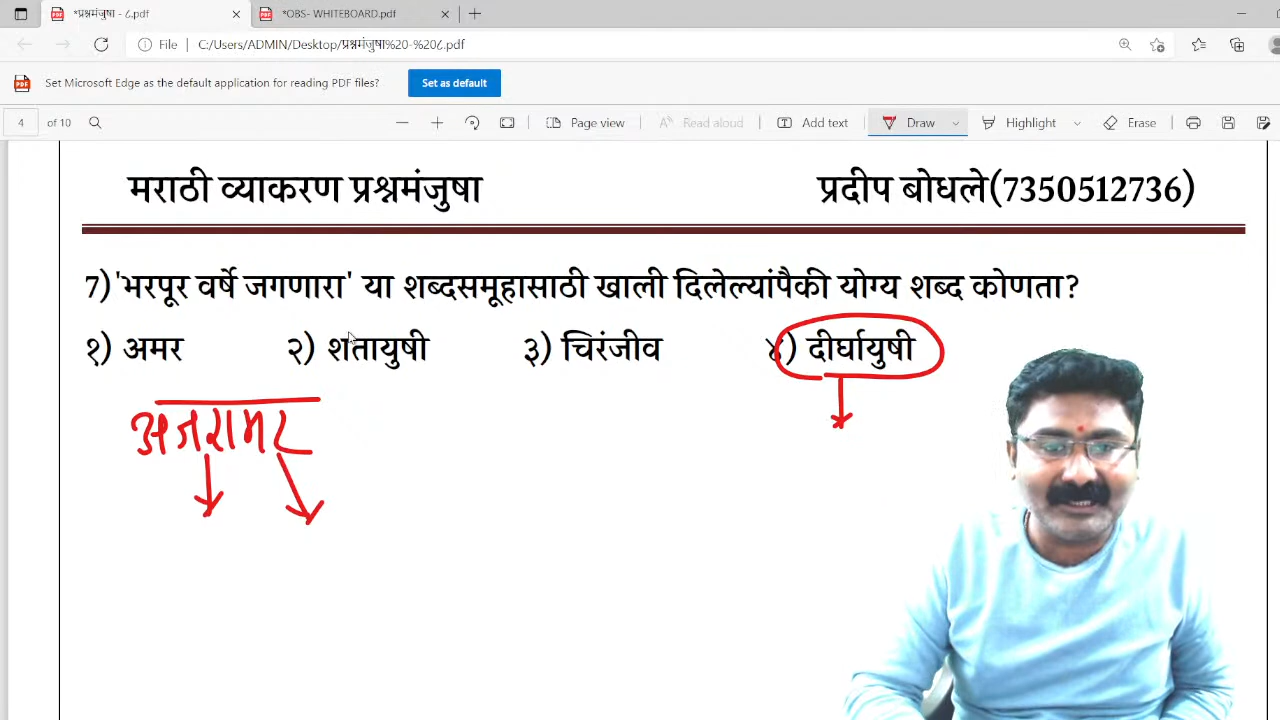 *प्रश्नमंजुषा - ८.pdf
*OBS- WHITEBOARD.pdf
File C:/Users/ADMIN/Desktop/प्रश्नमंजुषा%20-%20८.pdf
Set Microsoft Edge as the default application for reading PDF files? Set as default
4 of 10 Page view Read aloud Add text Draw Highlight Erase
मराठी व्याकरण प्रश्नमंजुषा प्रदीप बोधले(7350512736)
7) 'भरपूर वर्षे जगणारा' या शब्दसमूहासाठी खाली दिलेल्यांपैकी योग्य शब्द कोणता?
१) अमर २) शतायुषी ३) चिरंजीव ४) दीर्घायुषी
अजरामर